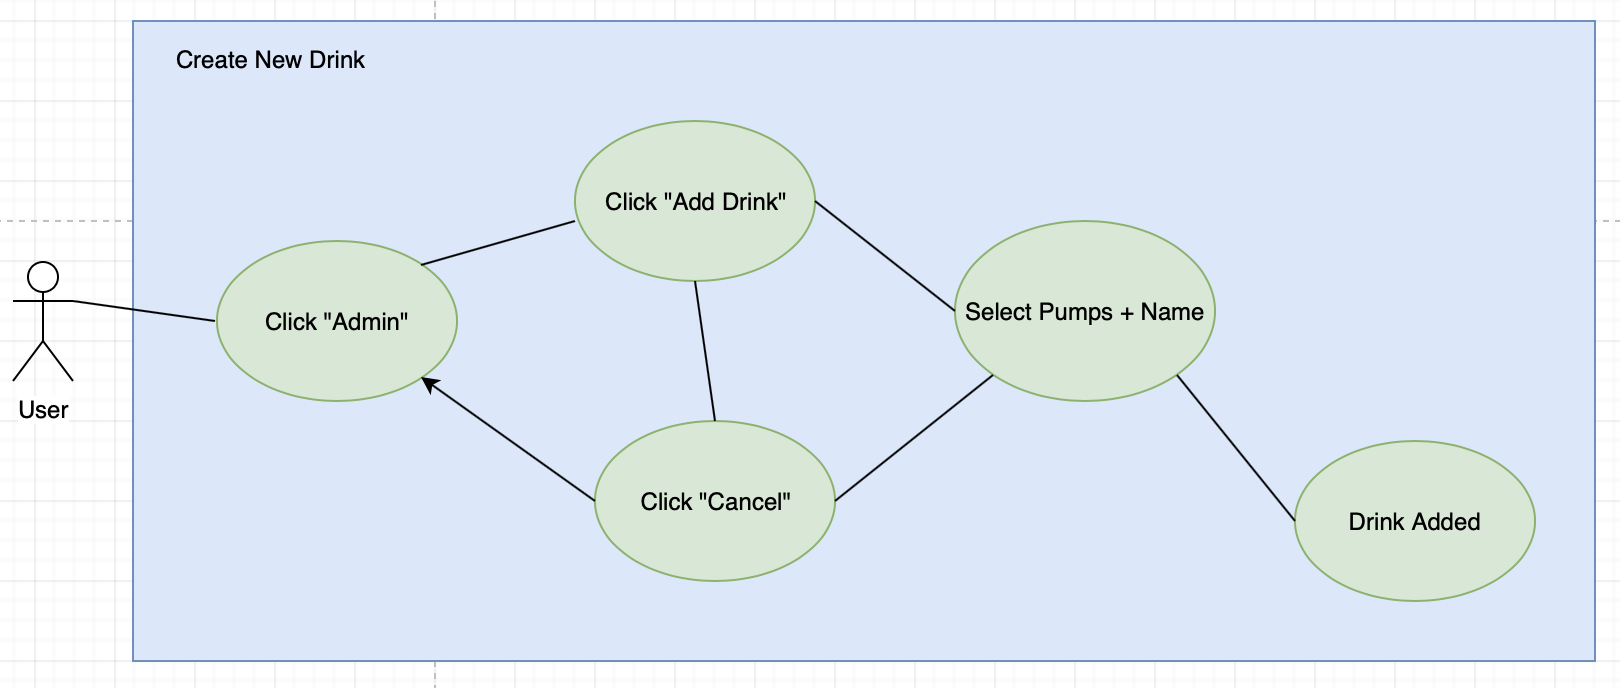 Create New Drink
Click "Add Drink"
Click "Admin"
Select Pumps + Name
User
Click "Cancel"
Drink Added